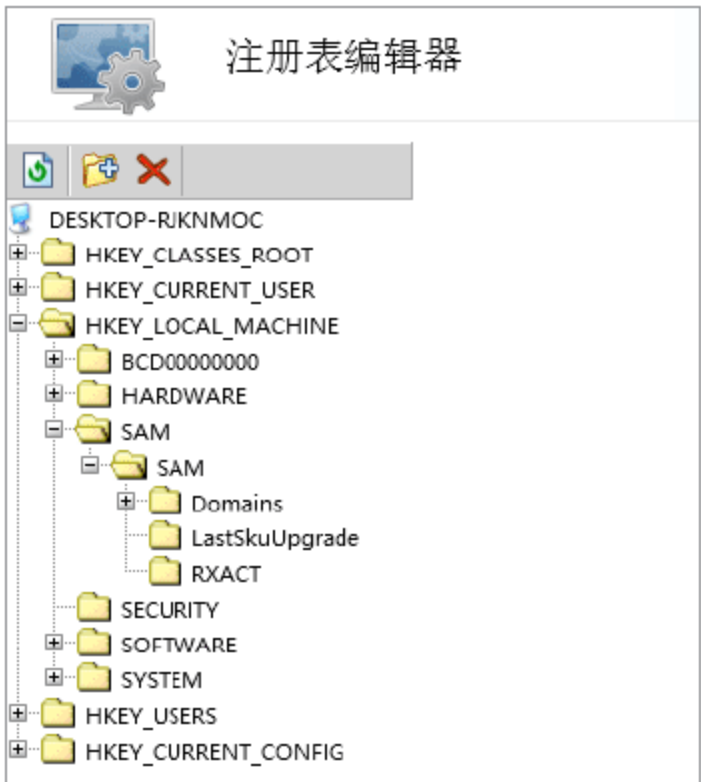 注册表编辑器
DESKTOP-RJKNMOC
HKEY_CLASSES_ROOT
HKEY_CURRENT_USER
HKEY_LOCAL_MACHINE
BCD00000000
HARDWARE
SAM
SAM
Domains
LastSkuUpgrade
RXACT
SECURITY
SOFTWARE
SYSTEM
HKEY_USERS
HKEY_CURRENT_CONFIG